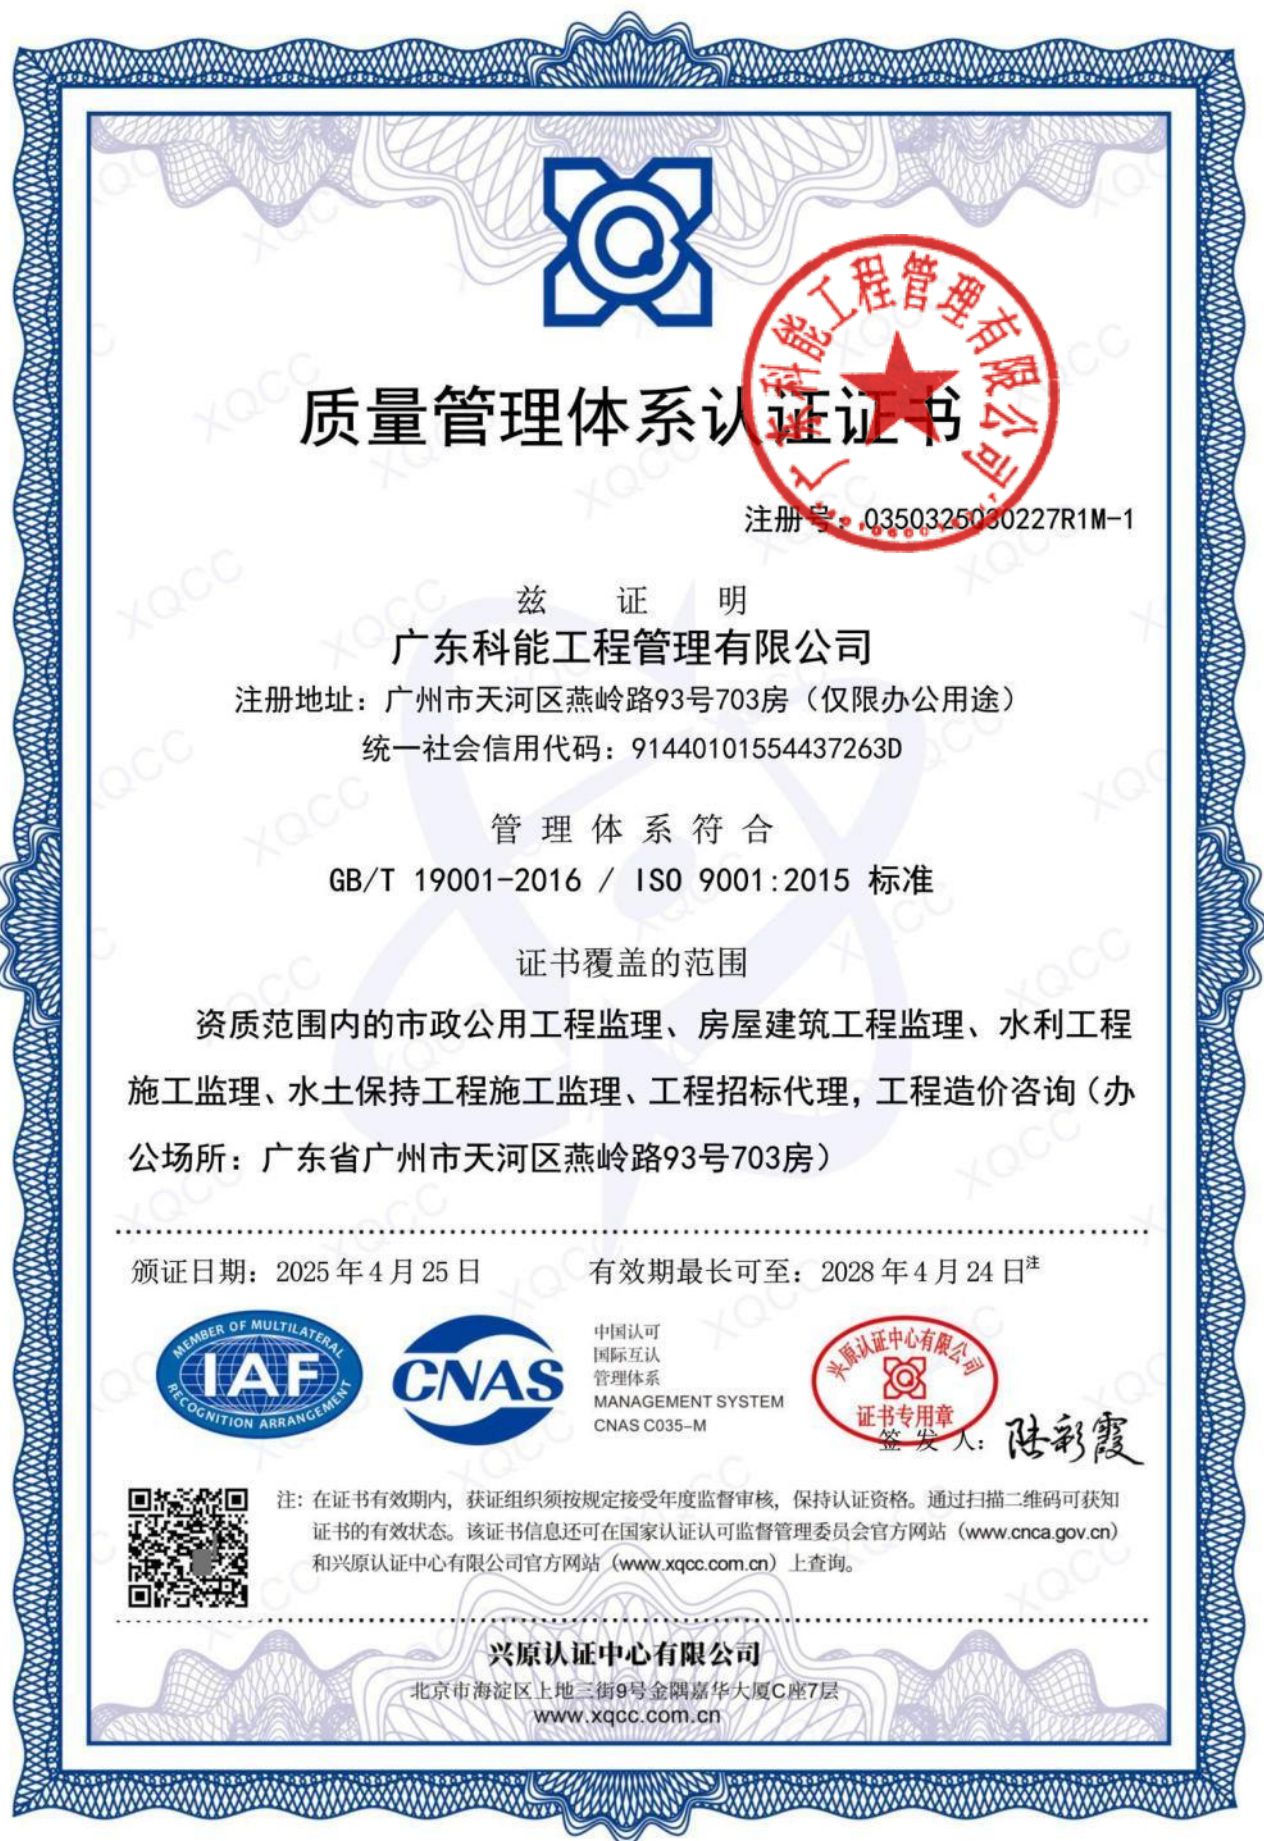 质量管理体系认证证书
广东科能工程管理有限公司
注册号：0350325030227R1M-1
兹 证 明
广东科能工程管理有限公司
注册地址：广州市天河区燕岭路93号703房（仅限办公用途）
统一社会信用代码：91440101554437263D
管 理 体 系 符 合
GB/T 19001-2016 / ISO 9001:2015 标准
证书覆盖的范围
资质范围内的市政公用工程监理、房屋建筑工程监理、水利工程
施工监理、水土保持工程施工监理、工程招标代理，工程造价咨询（办
公场所：广东省广州市天河区燕岭路93号703房）
颁证日期：2025年4月25日 有效期最长可至：2028年4月24日注
MEMBER OF MULTILATERAL
IAF
RECOGNITION ARRANGEMENT
CNAS
中国认可
国际互认
管理体系
MANAGEMENT SYSTEM
CNAS C035-M
兴原认证中心有限公司
证书专用章
签 发 人：陆彩霞
注：在证书有效期内，获证组织须按规定接受年度监督审核，保持认证资格。通过扫描二维码可获知
证书的有效状态。该证书信息还可在国家认证认可监督管理委员会官方网站（www.cnca.gov.cn）
和兴原认证中心有限公司官方网站（www.xqcc.com.cn）上查询。
兴原认证中心有限公司
北京市海淀区上地三街9号金隅嘉华大厦C座7层
www.xqcc.com.cn
XQCC